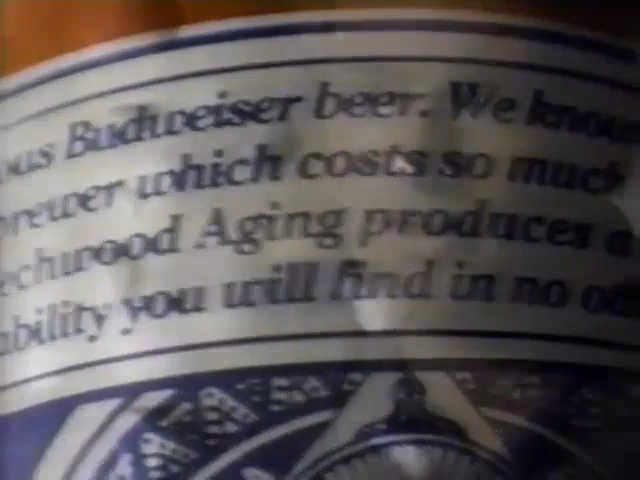 ous Budweiser beer. We know
brewer which costs so much
echwood Aging produces a
ability you will find in no o